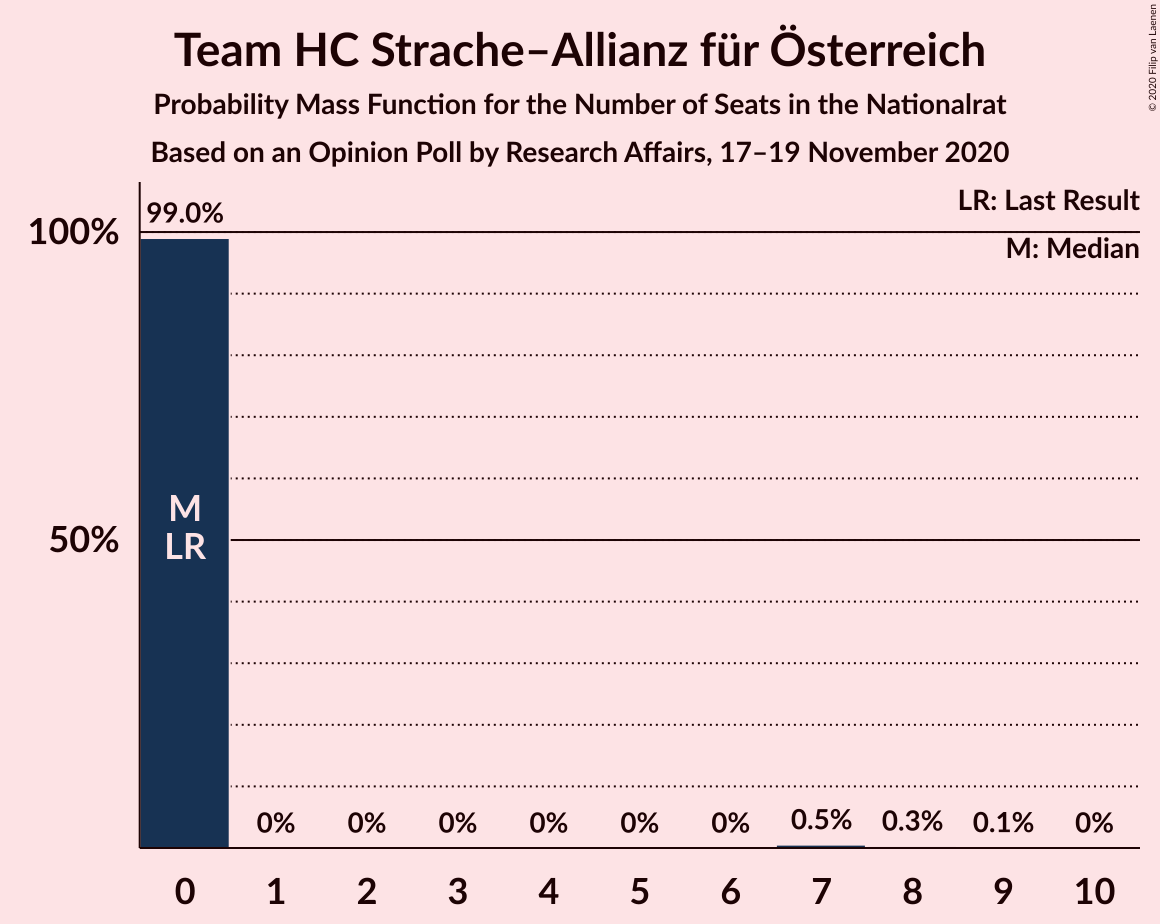 Team HC Strache–Allianz für Österreich
Probability Mass Function for the Number of Seats in the Nationalrat
Based on an Opinion Poll by Research Affairs, 17–19 November 2020
© 2020 Filip van Laenen
LR: Last Result
M: Median
100%
50%
99.0%
M
LR
0% 0% 0% 0% 0% 0% 0.5% 0.3% 0.1% 0%
0 1 2 3 4 5 6 7 8 9 10